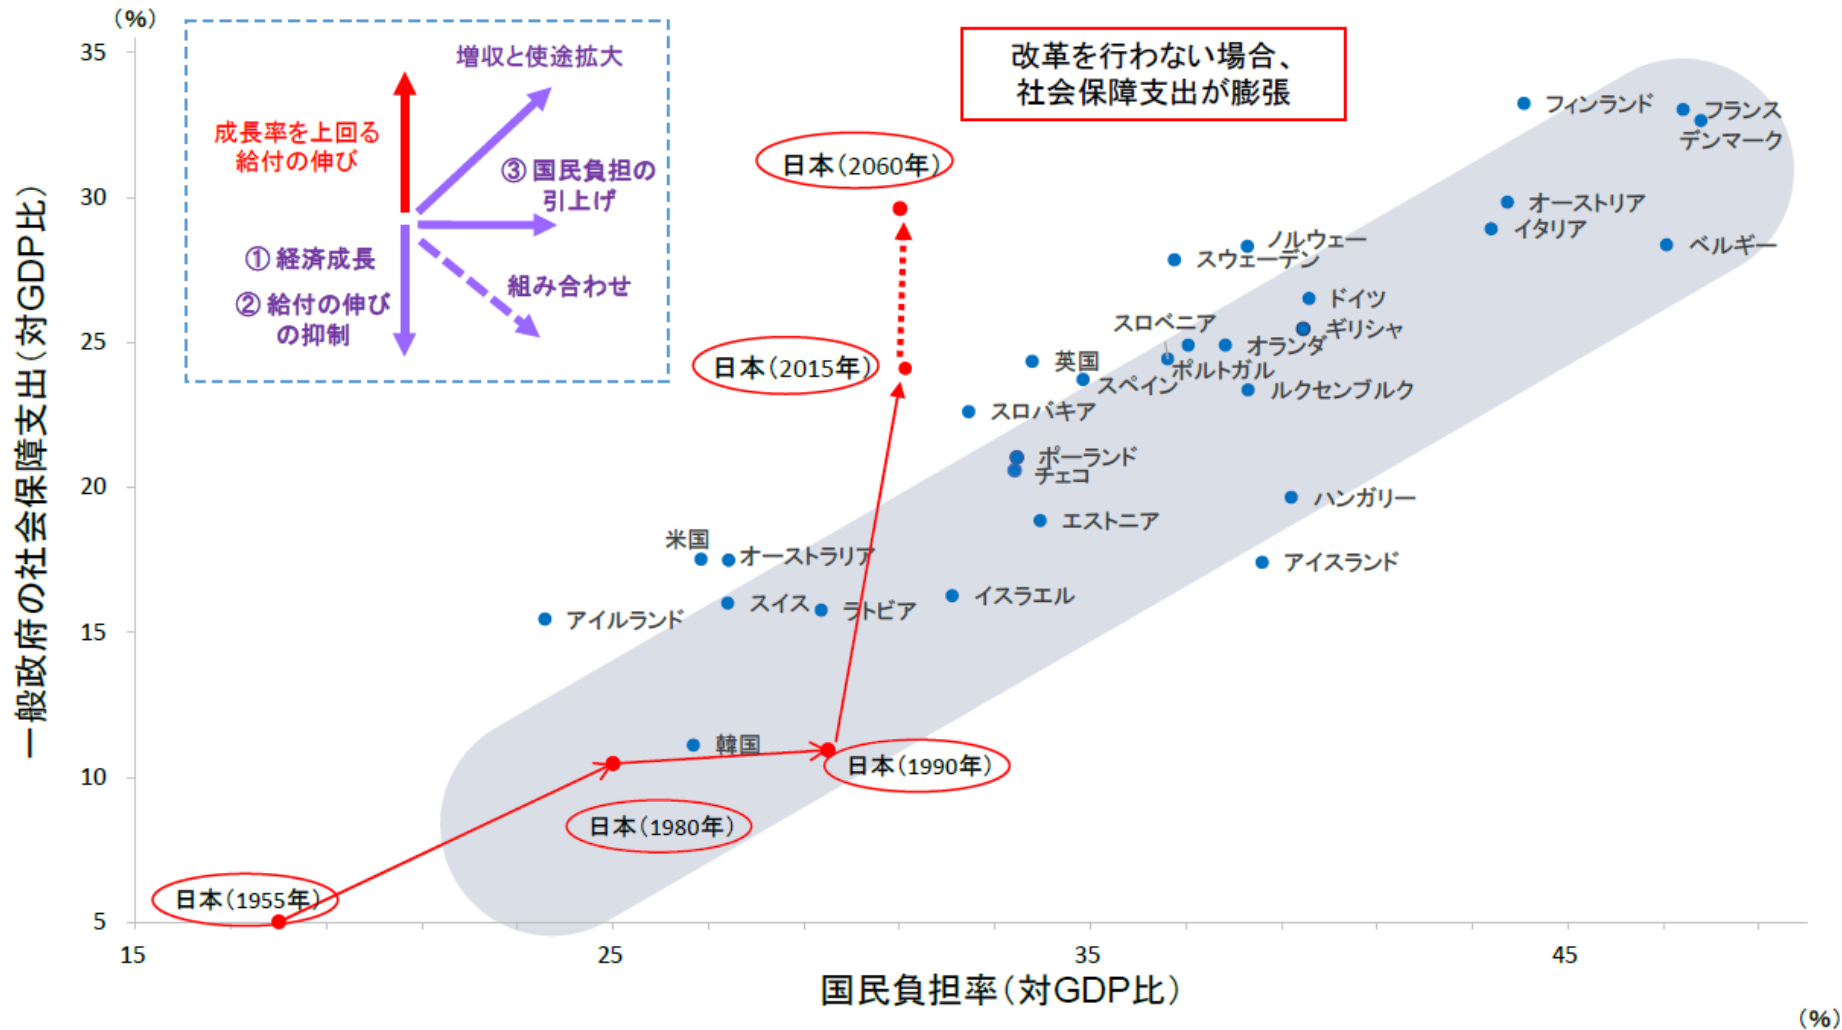 （%）
35
30
25
20
15
10
5
一般政府の社会保障支出（対GDP比）
増収と使途拡大
成長率を上回る
給付の伸び
③ 国民負担の
引上げ
① 経済成長
② 給付の伸び
の抑制
組み合わせ
改革を行わない場合、
社会保障支出が膨張
日本（2060年）
日本（2015年）
日本（1990年）
日本（1980年）
日本（1955年）
フィンランド
フランス
デンマーク
オーストリア
イタリア
ベルギー
ノルウェー
スウェーデン
ドイツ
スロベニア
ギリシャ
オランダ
英国
ポルトガル
スペイン
ルクセンブルク
スロバキア
ポーランド
チェコ
ハンガリー
エストニア
米国
オーストラリア
アイスランド
スイス
ラトビア
イスラエル
アイルランド
韓国
15
25
35
45
国民負担率（対GDP比）
（%）